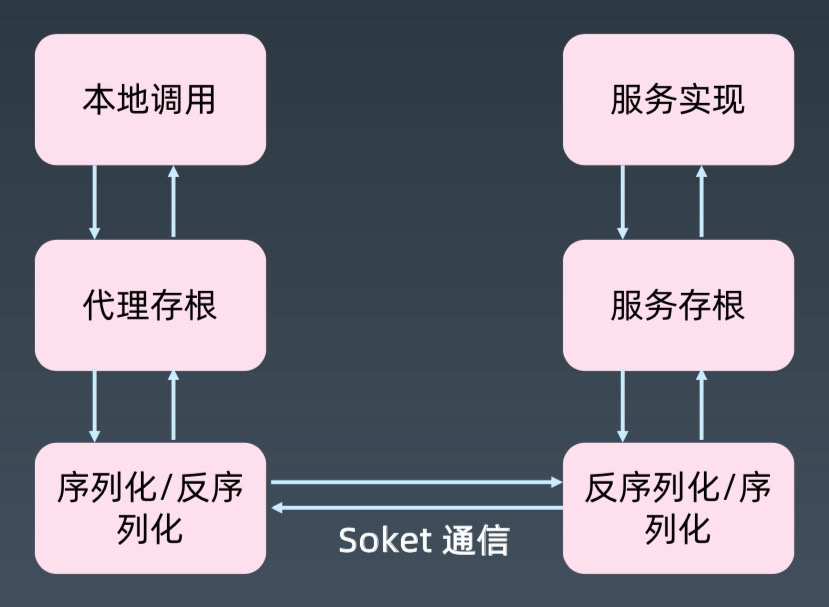 本地调用
服务实现
代理存根
服务存根
序列化/反序
列化
反序列化/序
列化
Soket 通信